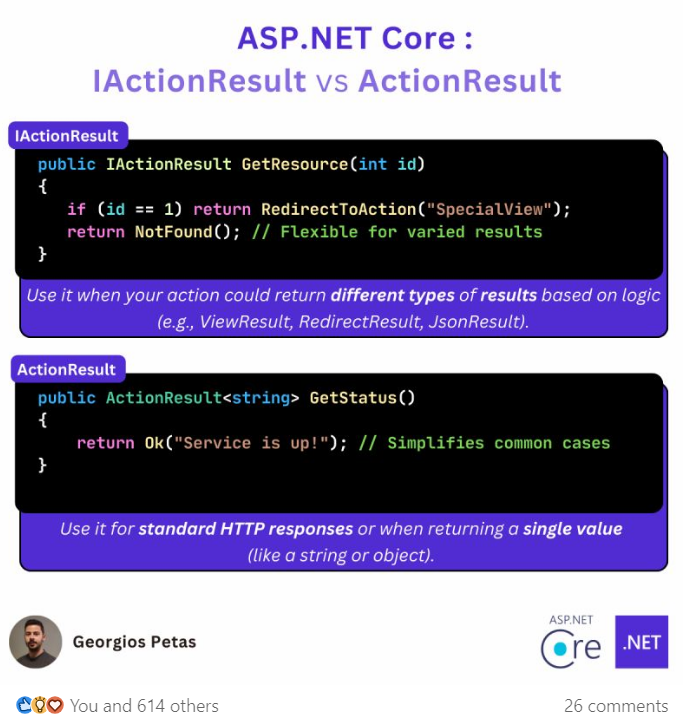 ASP.NET Core :
IActionResult vs ActionResult
IActionResult
public IActionResult GetResource(int id)
{
if (id == 1) return RedirectToAction("SpecialView");
return NotFound(); // Flexible for varied results
}
Use it when your action could return different types of results based on logic
(e.g., ViewResult, RedirectResult, JsonResult).
ActionResult
public ActionResult<string> GetStatus()
{
return Ok("Service is up!"); // Simplifies common cases
}
Use it for standard HTTP responses or when returning a single value
(like a string or object).
Georgios Petas
ASP.NET
Core
.NET
You and 614 others
26 comments